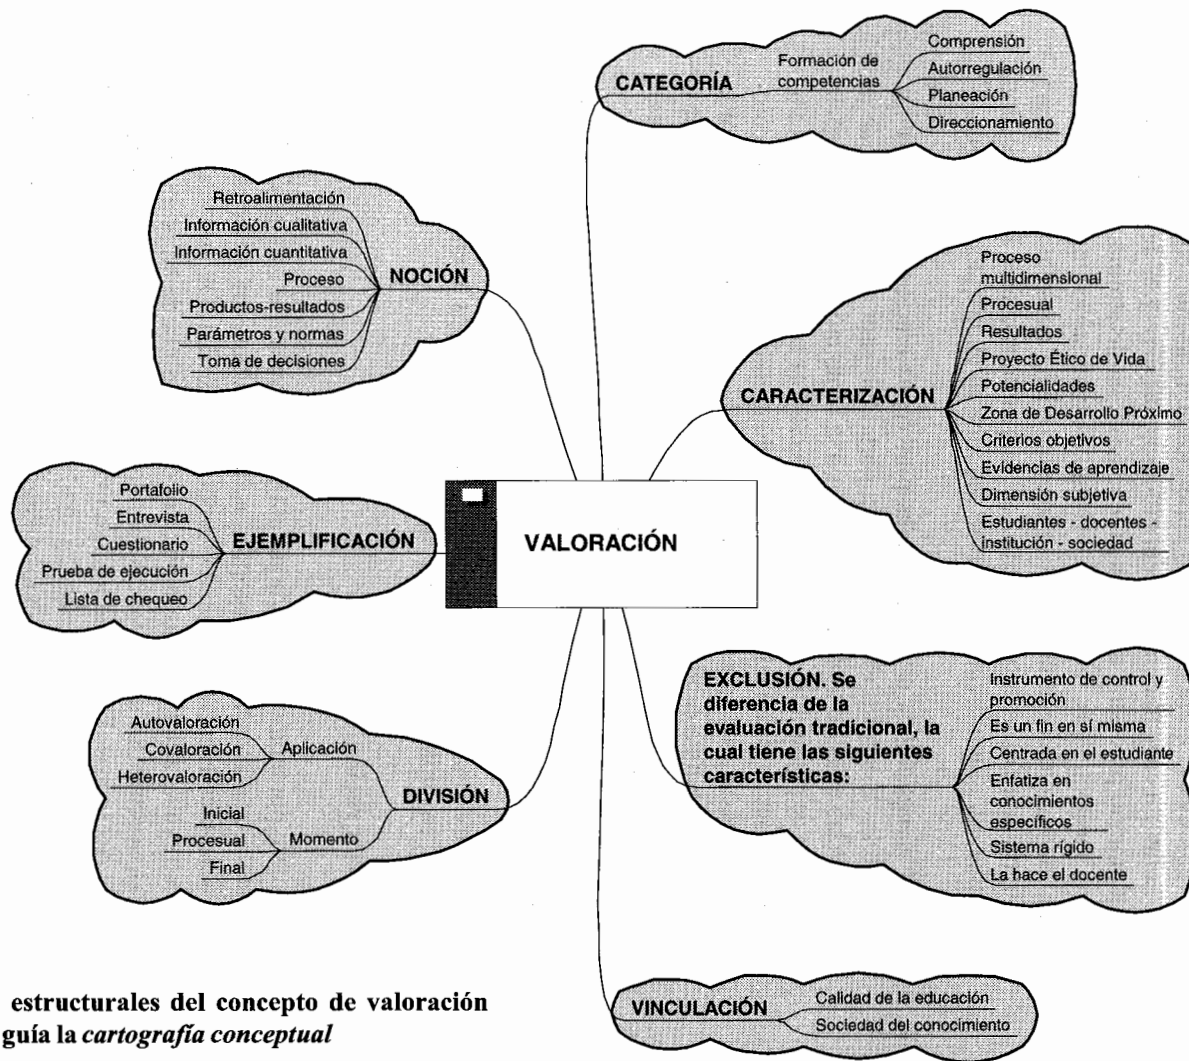 CATEGORÍA
Formación de
competencias
Comprensión
Autorregulación
Planeación
Direccionamiento
NOCIÓN
Retroalimentación
Información cualitativa
Información cuantitativa
Proceso
Productos-resultados
Parámetros y normas
Toma de decisiones
CARACTERIZACIÓN
Proceso
multidimensional
Procesual
Resultados
Proyecto Ético de Vida
Potencialidades
Zona de Desarrollo Próximo
Criterios objetivos
Evidencias de aprendizaje
Dimensión subjetiva
Estudiantes - docentes -
institución - sociedad
VALORACIÓN
EJEMPLIFICACIÓN
Portafolio
Entrevista
Cuestionario
Prueba de ejecución
Lista de chequeo
EXCLUSIÓN. Se
diferencia de la
evaluación tradicional, la
cual tiene las siguientes
características:
Instrumento de control y
promoción
Es un fin en sí misma
Centrada en el estudiante
Enfatiza en
conocimientos
específicos
Sistema rígido
La hace el docente
DIVISIÓN
Aplicación
Autovaloración
Covaloración
Heterovaloración
Momento
Inicial
Procesual
Final
VINCULACIÓN
Calidad de la educación
Sociedad del conocimiento
estructurales del concepto de valoración
guía la cartografía conceptual